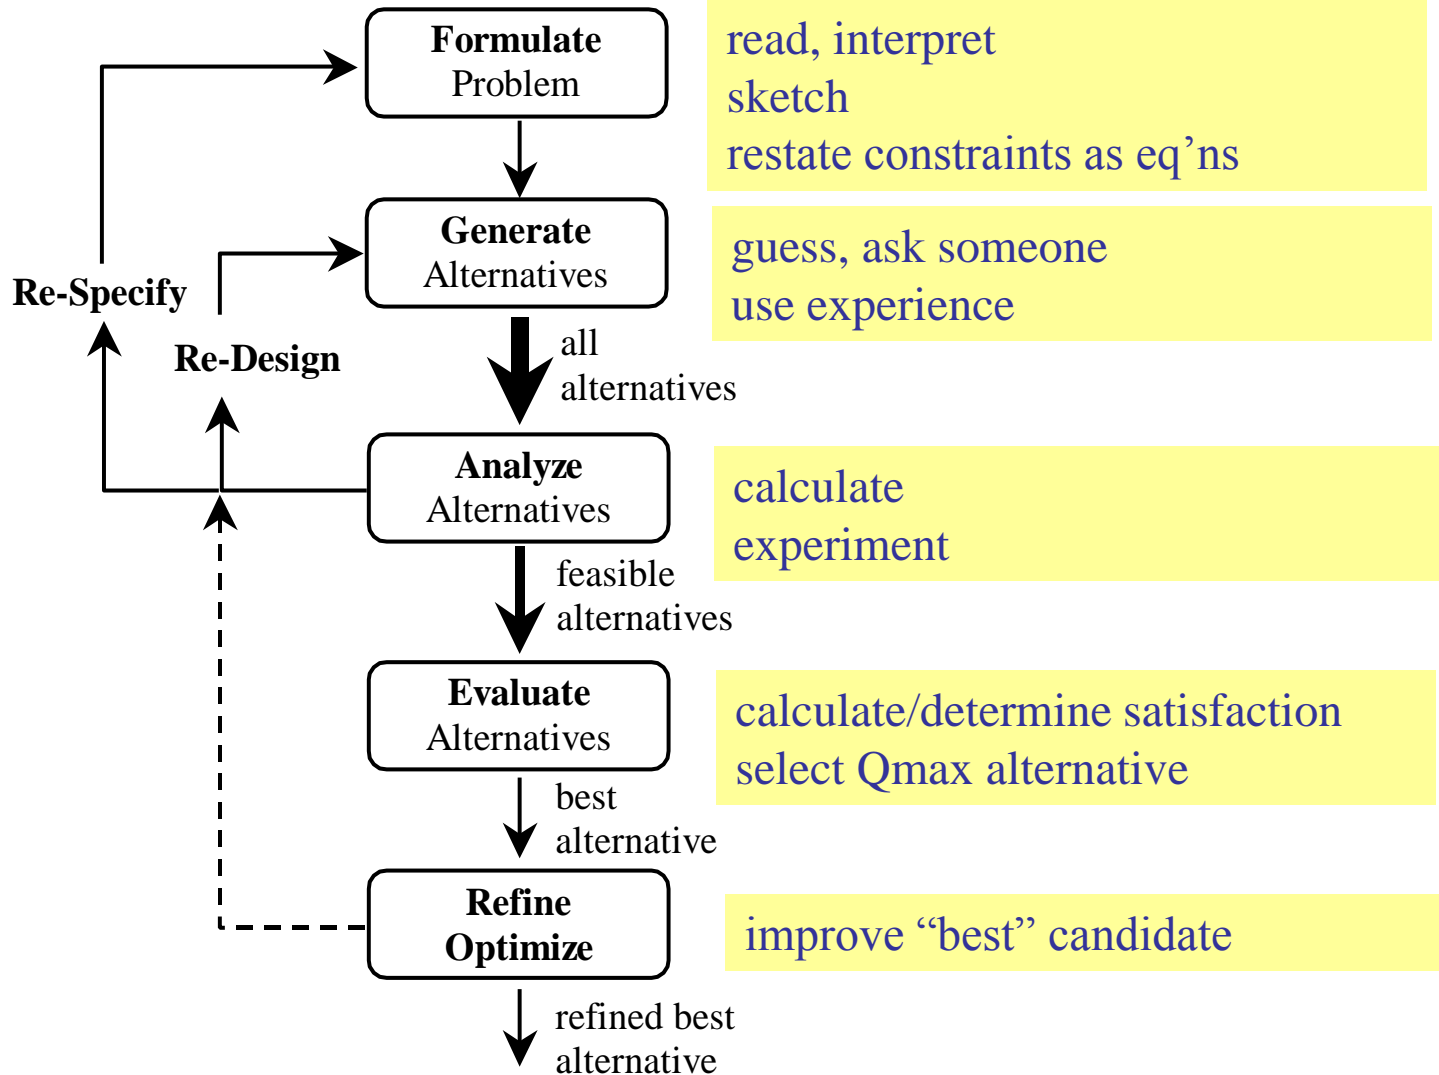 Formulate
Problem
read, interpret
sketch
restate constraints as eq’ns
Generate
Alternatives
guess, ask someone
use experience
Re-Specify
Re-Design
all
alternatives
Analyze
Alternatives
calculate
experiment
feasible
alternatives
Evaluate
Alternatives
calculate/determine satisfaction
select Qmax alternative
best
alternative
Refine
Optimize
improve “best” candidate
refined best
alternative